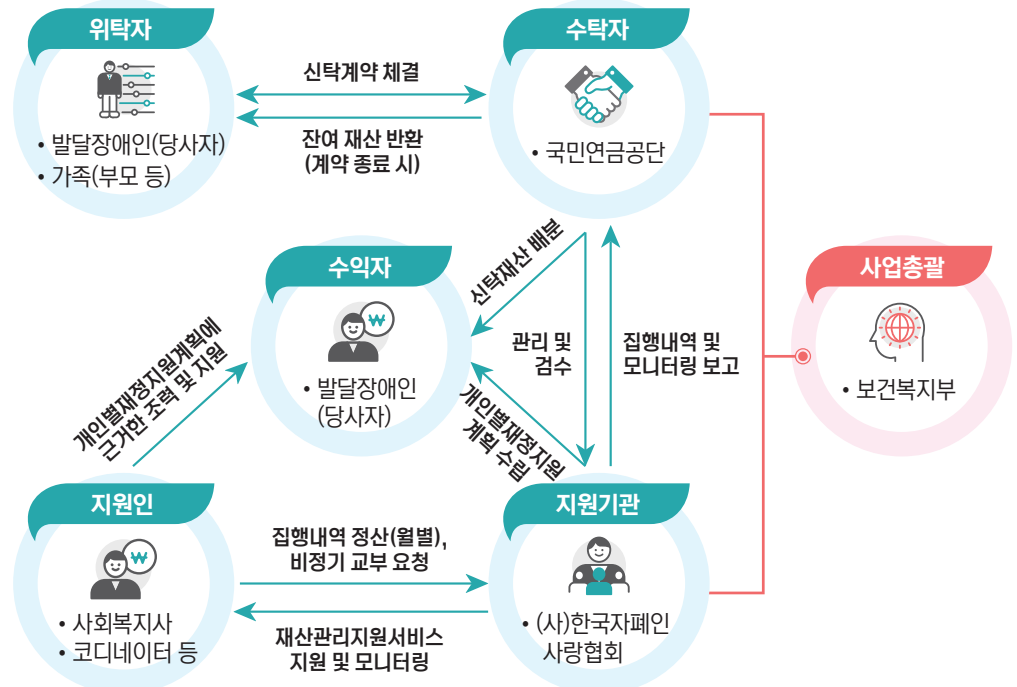 위탁자
• 발달장애인(당사자)
• 가족(부모 등)
신탁계약 체결
잔여 재산 반환
(계약 종료 시)
수탁자
• 국민연금공단
수익자
• 발달장애인
(당사자)
신탁재산 배분
관리 및
검수
집행내역 및
모니터링 보고
사업총괄
• 보건복지부
개인별재정지원계획에
근거한 조력 및 지원
개인별재정지원
계획 수립
지원인
• 사회복지사
• 코디네이터 등
집행내역 정산(월별),
비정기 교부 요청
재산관리지원서비스
지원 및 모니터링
지원기관
• (사)한국자폐인
사랑협회